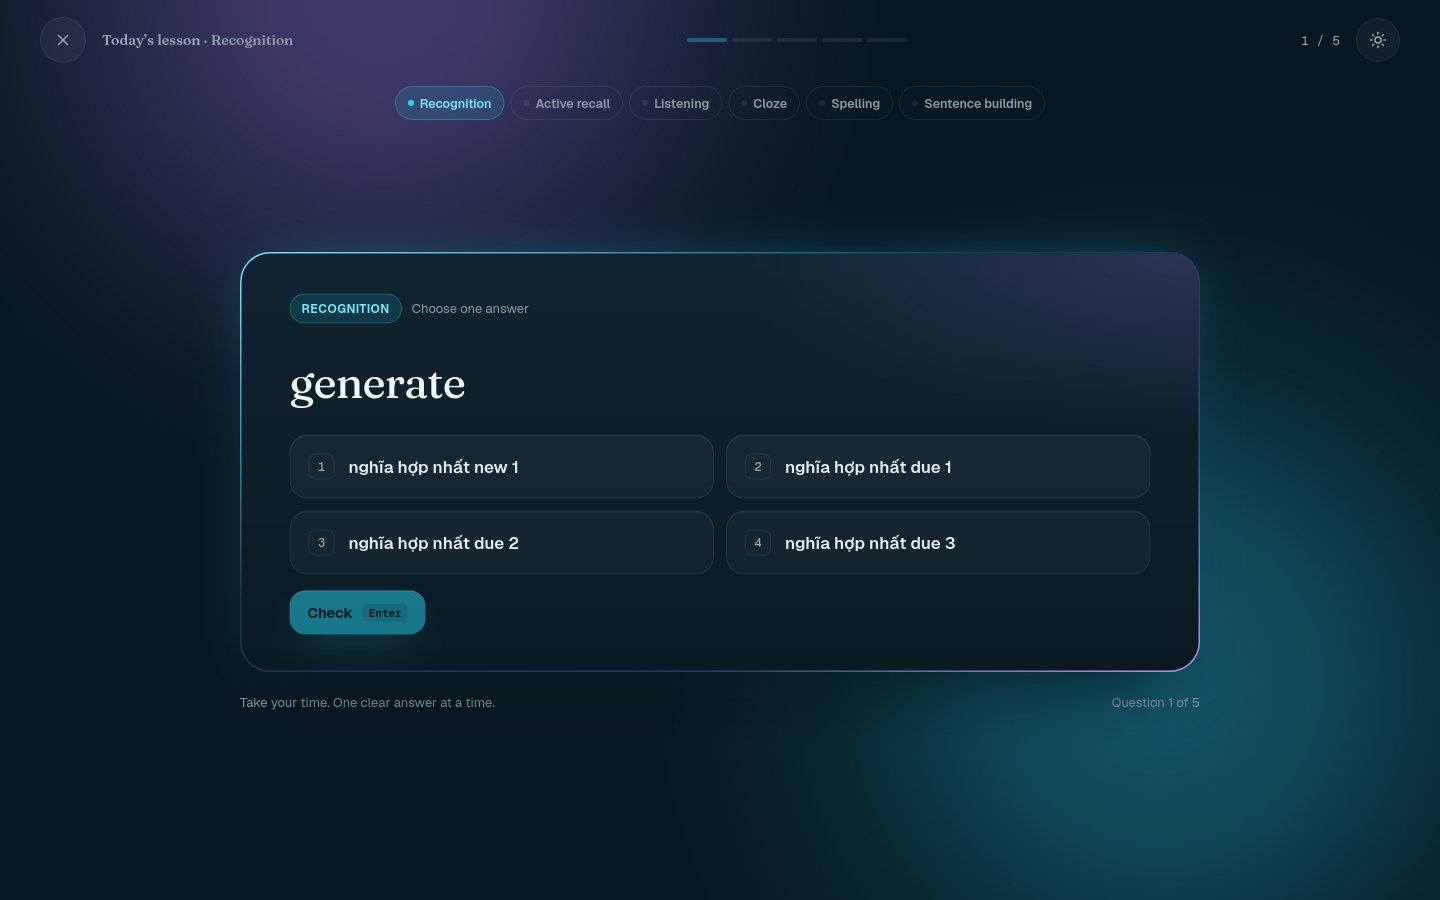 Today’s lesson · Recognition
1 / 5
Recognition
Active recall
Listening
Cloze
Spelling
Sentence building
RECOGNITION
Choose one answer
generate
1 nghĩa hợp nhất new 1
2 nghĩa hợp nhất due 1
3 nghĩa hợp nhất due 2
4 nghĩa hợp nhất due 3
Check Enter
Take your time. One clear answer at a time.
Question 1 of 5